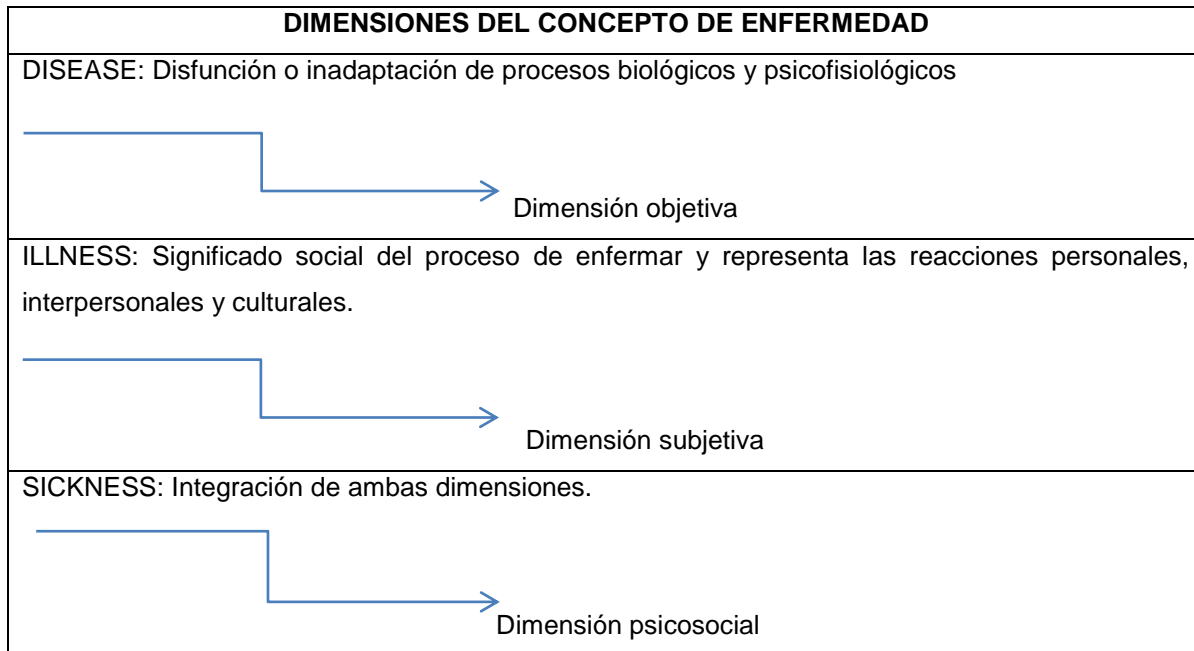 DIMENSIONES DEL CONCEPTO DE ENFERMEDAD
DISEASE: Disfunción o inadaptación de procesos biológicos y psicofisiológicos
Dimensión objetiva
ILLNESS: Significado social del proceso de enfermar y representa las reacciones personales,
interpersonales y culturales.
Dimensión subjetiva
SICKNESS: Integración de ambas dimensiones.
Dimensión psicosocial